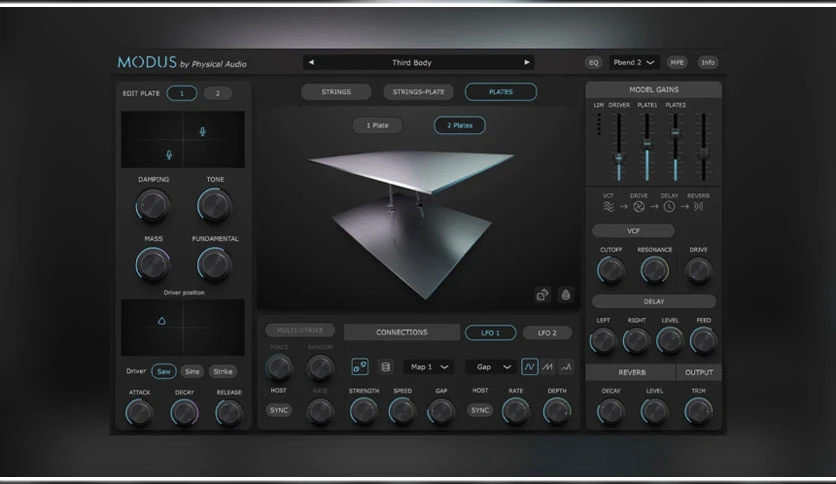 MODUS by Physical Audio
Third Body
EQ Pbend 2 MPE Info
EDIT PLATE 1 2
DAMPING TONE
MASS FUNDAMENTAL
Driver position
Driver Saw Sine Strike
ATTACK DECAY RELEASE
STRINGS STRINGS-PLATE PLATES
1 Plate 2 Plates
MULTI-STRIKE
FORCE RANDOM
HOST RATE
SYNC
CONNECTIONS LFO 1 LFO 2
Map 1 Gap
STRENGTH SPEED GAP HOST RATE DEPTH
SYNC
MODEL GAINS
LIM DRIVER PLATE1 PLATE2
VCF DRIVE DELAY REVERB
VCF
CUTOFF RESONANCE DRIVE
DELAY
LEFT RIGHT LEVEL FEED
REVERB OUTPUT
DECAY LEVEL TRIM